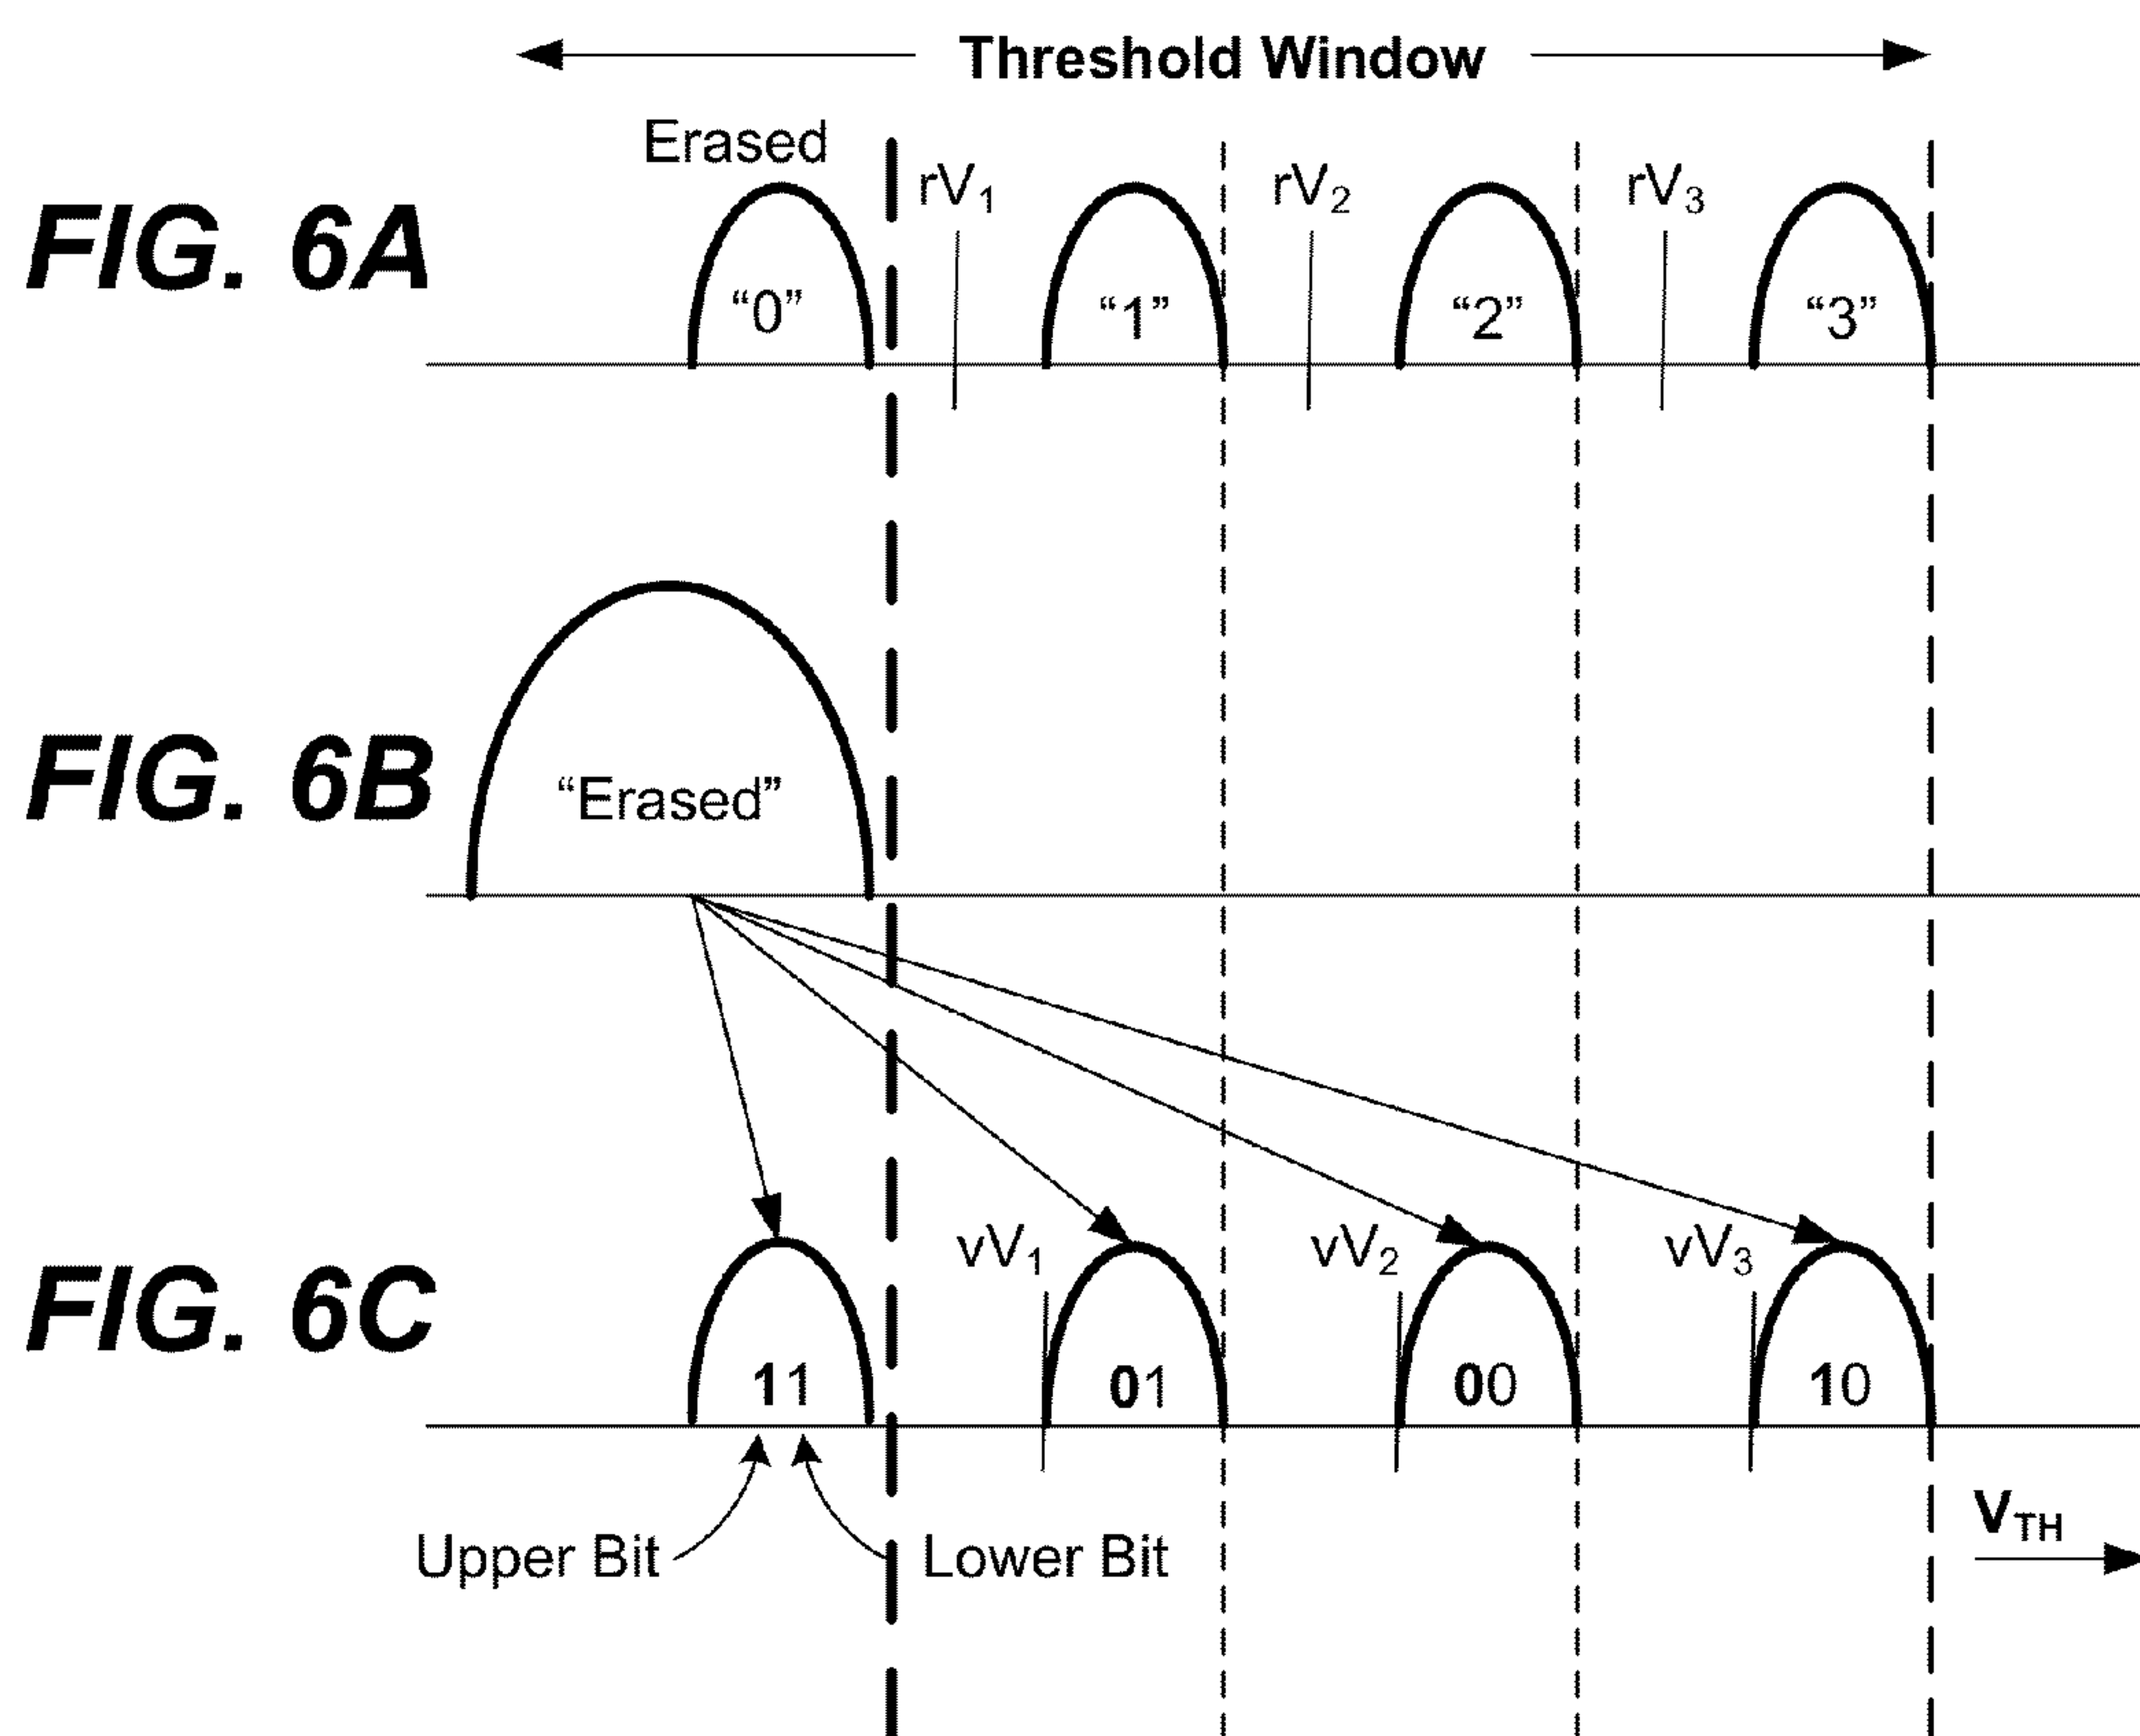 Threshold Window
Erased
rV₁ rV₂ rV₃
FIG. 6A
“0” “1” “2” “3”
FIG. 6B
“Erased”
vV₁ vV₂ vV₃
FIG. 6C
11 01 00 10
Upper Bit Lower Bit
V_TH